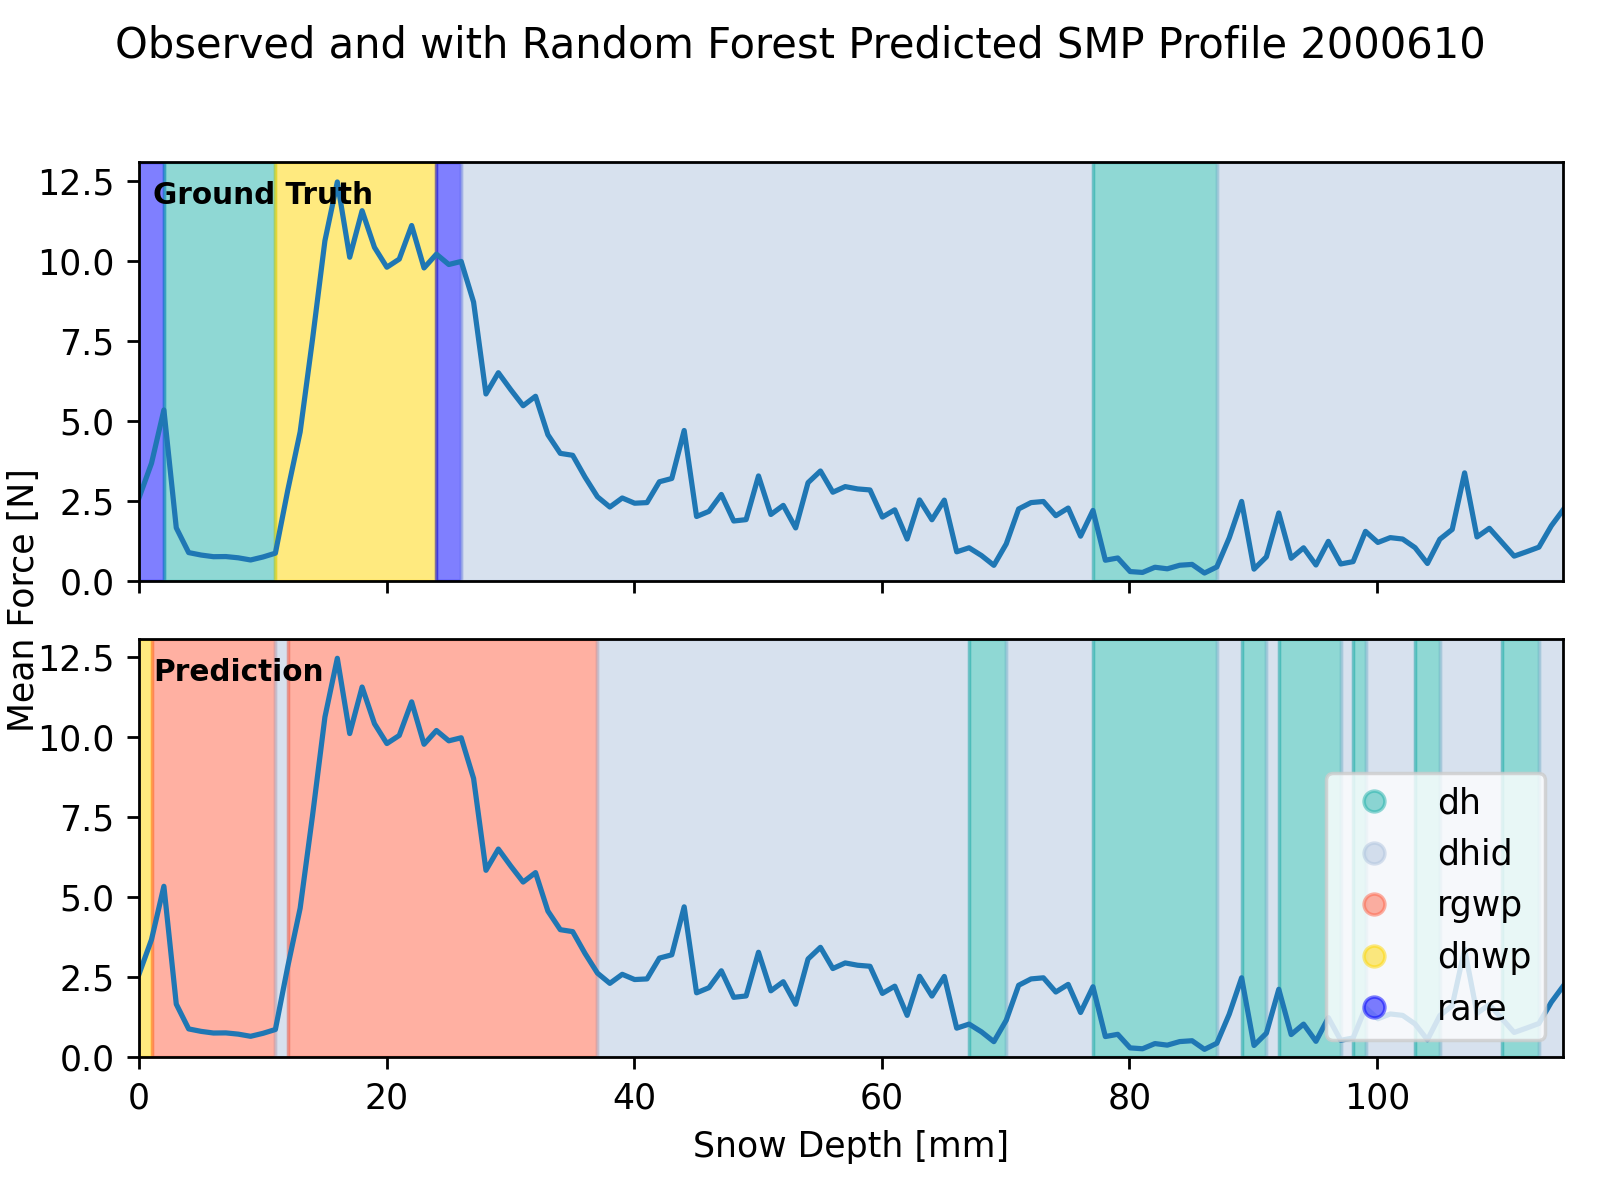 Observed and with Random Forest Predicted SMP Profile 2000610
Mean Force [N]
12.5
10.0
7.5
5.0
2.5
0.0
Ground Truth
12.5
10.0
7.5
5.0
2.5
0.0
Prediction
dh
dhid
rgwp
dhwp
rare
0 20 40 60 80 100
Snow Depth [mm]